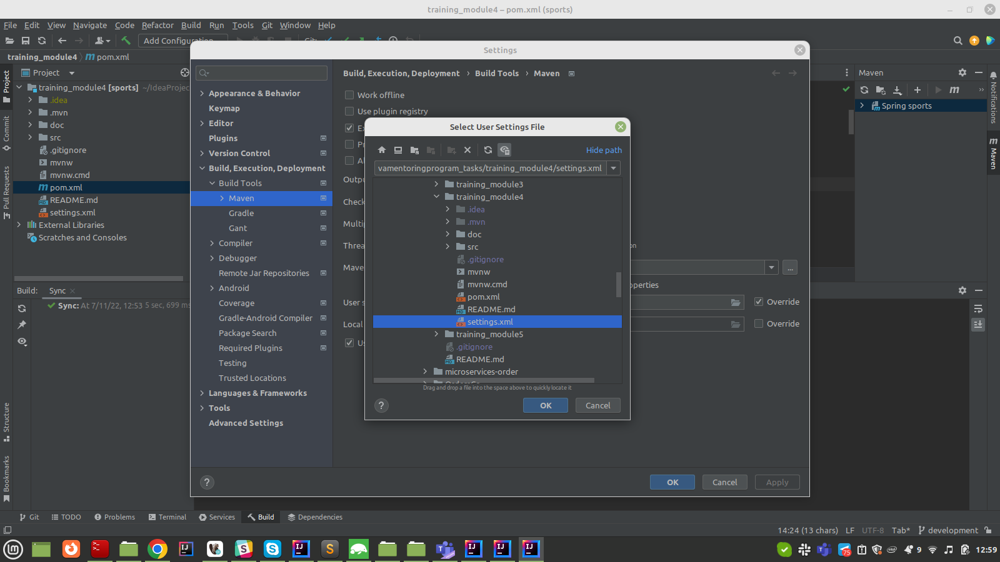 training_module4 – pom.xml (sports)
File Edit View Navigate Code Refactor Build Run Tools Git Window Help
Add Configuration
Git:
training_module4 pom.xml
Settings
Project
training_module4 [sports] ~/IdeaProjec
.idea
.mvn
doc
src
.gitignore
mvnw
mvnw.cmd
pom.xml
README.md
settings.xml
External Libraries
Scratches and Consoles
Project
Commit
Pull Requests
Structure
Bookmarks
Build: Sync
Sync: At 7/11/22, 12:53 5 sec, 699 ms
Appearance & Behavior
Keymap
Editor
Plugins
Version Control
Build, Execution, Deployment
Build Tools
Maven
Gradle
Gant
Compiler
Debugger
Remote Jar Repositories
Android
Coverage
Gradle-Android Compiler
Package Search
Required Plugins
Testing
Trusted Locations
Languages & Frameworks
Tools
Advanced Settings
Build, Execution, Deployment › Build Tools › Maven
Work offline
Use plugin registry
Outpu
Check
Multip
Threa
on
Mave
...
operties
User s
Override
Local
Override
Us
Select User Settings File
Hide path
vamentoringprogram_tasks/training_module4/settings.xml
training_module3
training_module4
.idea
.mvn
doc
src
.gitignore
mvnw
mvnw.cmd
pom.xml
README.md
settings.xml
training_module5
.gitignore
README.md
microservices-order
Drag and drop a file into the space above to quickly locate it
? OK Cancel
? OK Cancel Apply
Maven
Spring sports
Notifications
Maven
Git TODO Problems Terminal Services Build Dependencies
14:24 (13 chars) LF UTF-8 Tab* development
75 9 12:59